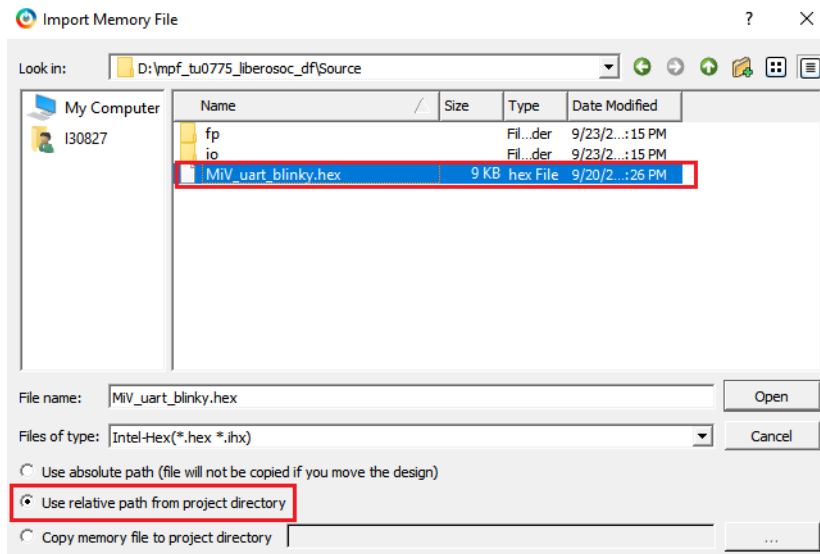 Import Memory File ? ×
Look in: D:\mpf_tu0775_liberosoc_df\Source
My Computer
I30827
Name Size Type Date Modified
fp Fil...der 9/23/2...:15 PM
io Fil...der 9/23/2...:15 PM
MiV_uart_blinky.hex 9 KB hex File 9/20/2...:26 PM
File name: MiV_uart_blinky.hex Open
Files of type: Intel-Hex(*.hex *.ihx) Cancel
Use absolute path (file will not be copied if you move the design)
Use relative path from project directory
Copy memory file to project directory ...